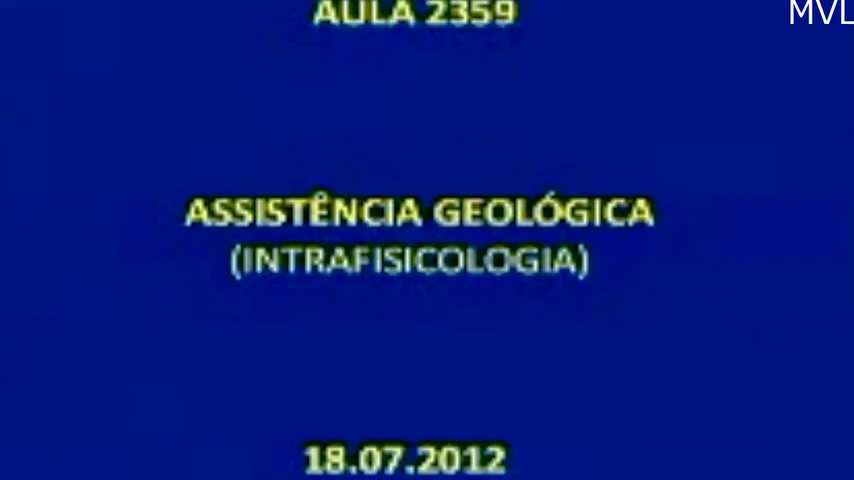 AULA 2359
MVL
ASSISTÊNCIA GEOLÓGICA
(INTRAFISICOLOGIA)
18.07.2012